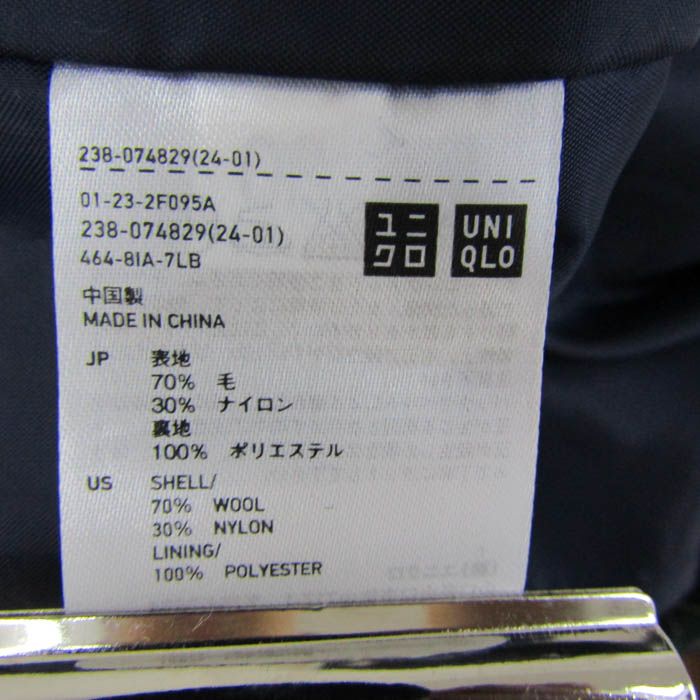 238-074829(24-01)
01-23-2F095A
238-074829(24-01)
464-8IA-7LB
ユニ
クロ
UNI
QLO
中国製
MADE IN CHINA
JP 表地
70% 毛
30% ナイロン
裏地
100% ポリエステル
US SHELL/
70% WOOL
30% NYLON
LINING/
100% POLYESTER